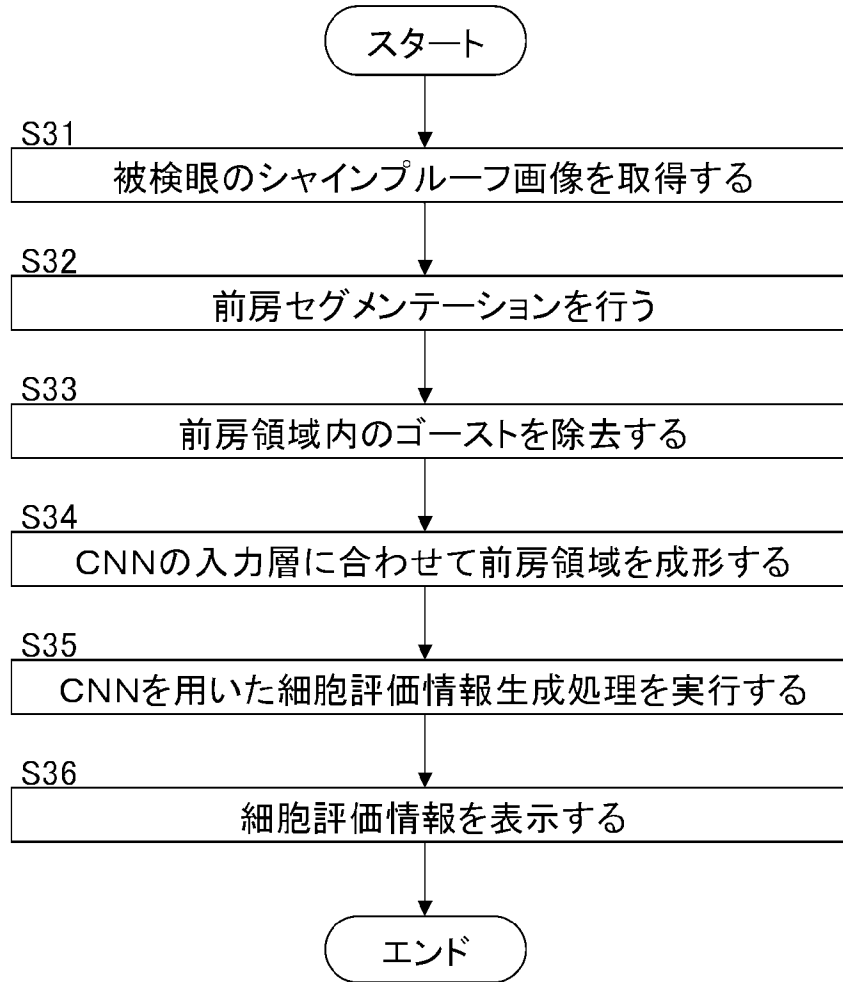 スタート
S31
被検眼のシャインプルーフ画像を取得する
S32
前房セグメンテーションを行う
S33
前房領域内のゴーストを除去する
S34
CNNの入力層に合わせて前房領域を成形する
S35
CNNを用いた細胞評価情報生成処理を実行する
S36
細胞評価情報を表示する
エンド